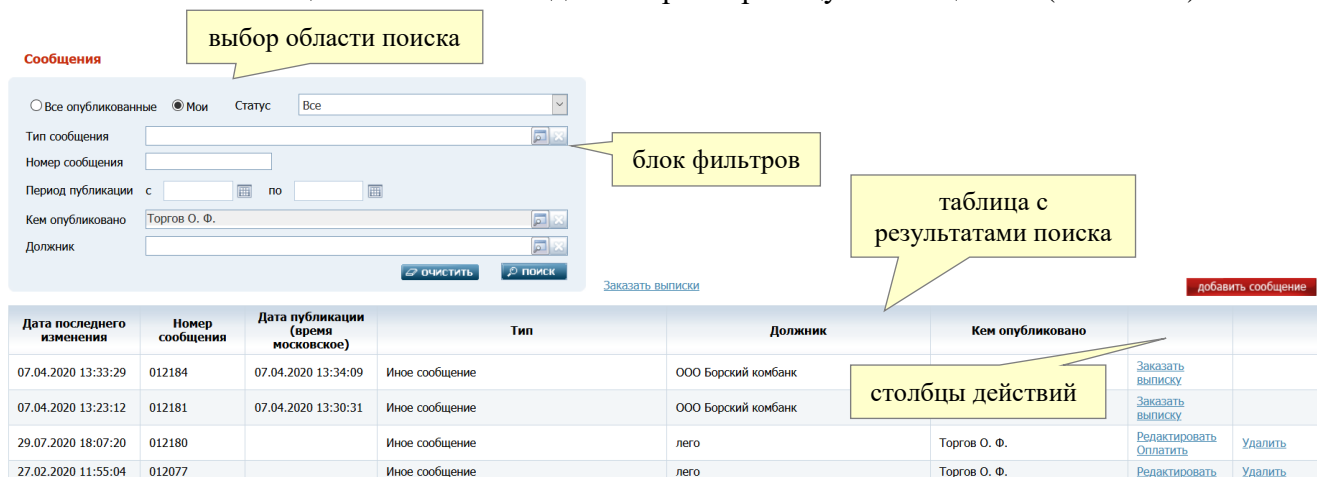 выбор области поиска
Сообщения
Все опубликованные Мои Статус Все
Тип сообщения
блок фильтров
Номер сообщения
Период публикации с по
таблица с
результатами поиска
Кем опубликовано Торгов О. Ф.
Должник
очистить поиск
Заказать выписки
добавить сообщение
Дата последнего изменения Номер сообщения Дата публикации (время московское) Тип Должник Кем опубликовано
07.04.2020 13:33:29 012184 07.04.2020 13:34:09 Иное сообщение ООО Борский комбанк Заказать выписку
столбцы действий
07.04.2020 13:23:12 012181 07.04.2020 13:30:31 Иное сообщение ООО Борский комбанк Заказать выписку
29.07.2020 18:07:20 012180 Иное сообщение лего Торгов О. Ф. Редактировать Оплатить Удалить
27.02.2020 11:55:04 012077 Иное сообщение лего Торгов О. Ф. Редактировать Удалить